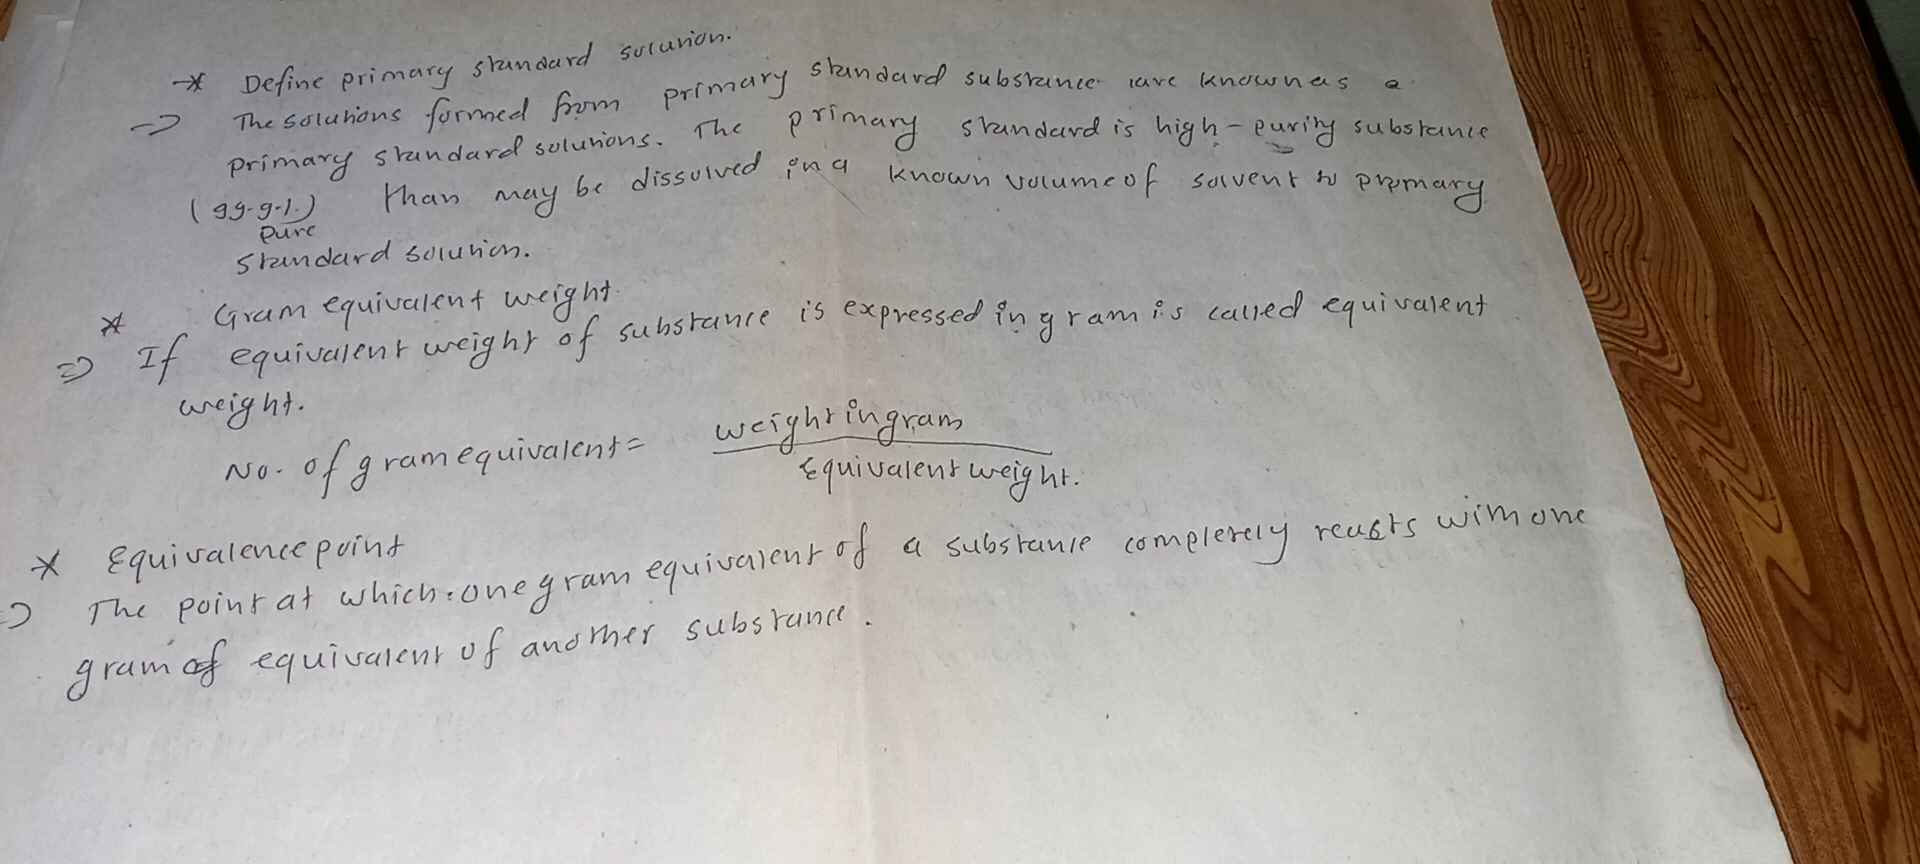 * Define primary standard solution.
=> The solutions formed from primary standard substance are known as a
primary standard solutions. The primary standard is high-purity substance
(99.9%) than may be dissolved in a known volume of solvent to primary
pure
standard solution.
* Gram equivalent weight.
=> If equivalent weight of substance is expressed in gram is called equivalent
weight.
No. of gram equivalent = weight in gram
Equivalent weight.
* Equivalence point
=> The point at which one gram equivalent of a substance completely reacts with one
gram of equivalent of another substance.